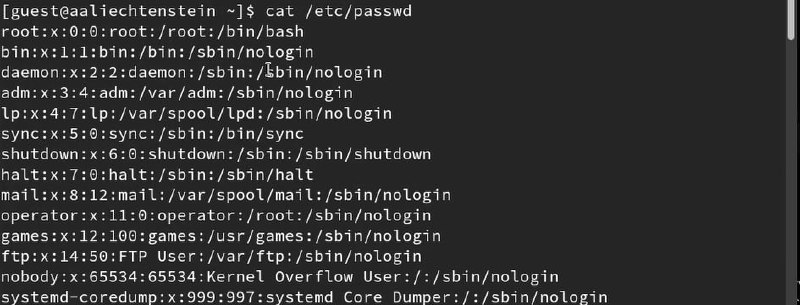 [guest@aaliechtenstein ~]$ cat /etc/passwd
root:x:0:0:root:/root:/bin/bash
bin:x:1:1:bin:/bin:/sbin/nologin
daemon:x:2:2:daemon:/sbin:/sbin/nologin
adm:x:3:4:adm:/var/adm:/sbin/nologin
lp:x:4:7:lp:/var/spool/lpd:/sbin/nologin
sync:x:5:0:sync:/sbin:/bin/sync
shutdown:x:6:0:shutdown:/sbin:/sbin/shutdown
halt:x:7:0:halt:/sbin:/sbin/halt
mail:x:8:12:mail:/var/spool/mail:/sbin/nologin
operator:x:11:0:operator:/root:/sbin/nologin
games:x:12:100:games:/usr/games:/sbin/nologin
ftp:x:14:50:FTP User:/var/ftp:/sbin/nologin
nobody:x:65534:65534:Kernel Overflow User:/:/sbin/nologin
systemd-coredump:x:999:997:systemd Core Dumper:/:/sbin/nologin